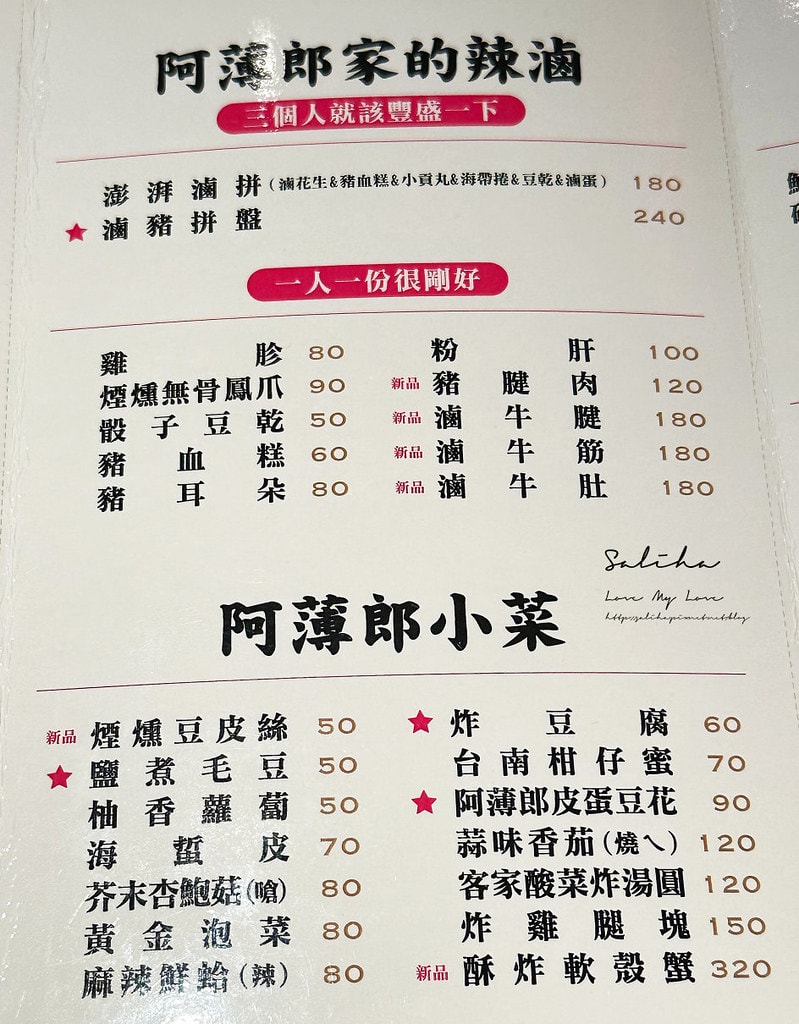 阿薄郎家的辣滷
三個人就該豐盛一下
澎湃滷拼(滷花生&豬血糕&小貢丸&海帶捲&豆乾&滷蛋) 180
★滷豬拼盤 240
一人一份很剛好
雞胗 80
煙燻無骨鳳爪 90
骰子豆乾 50
豬血糕 60
豬耳朵 80
粉肝 100
新品 豬腱肉 120
新品 滷牛腱 180
新品 滷牛筋 180
新品 滷牛肚 180
Saliha
Love My Love
阿薄郎小菜
新品 煙燻豆皮絲 50
★鹽煮毛豆 50
柚香蘿蔔 50
海蜇皮 70
芥末杏鮑菇(嗆) 80
黃金泡菜 80
麻辣鮮蛤(辣) 80
★炸豆腐 60
台南柑仔蜜 70
★阿薄郎皮蛋豆花 90
蒜味香茄(燒ㄟ) 120
客家酸菜炸湯圓 120
炸雞腿塊 150
新品 酥炸軟殼蟹 320